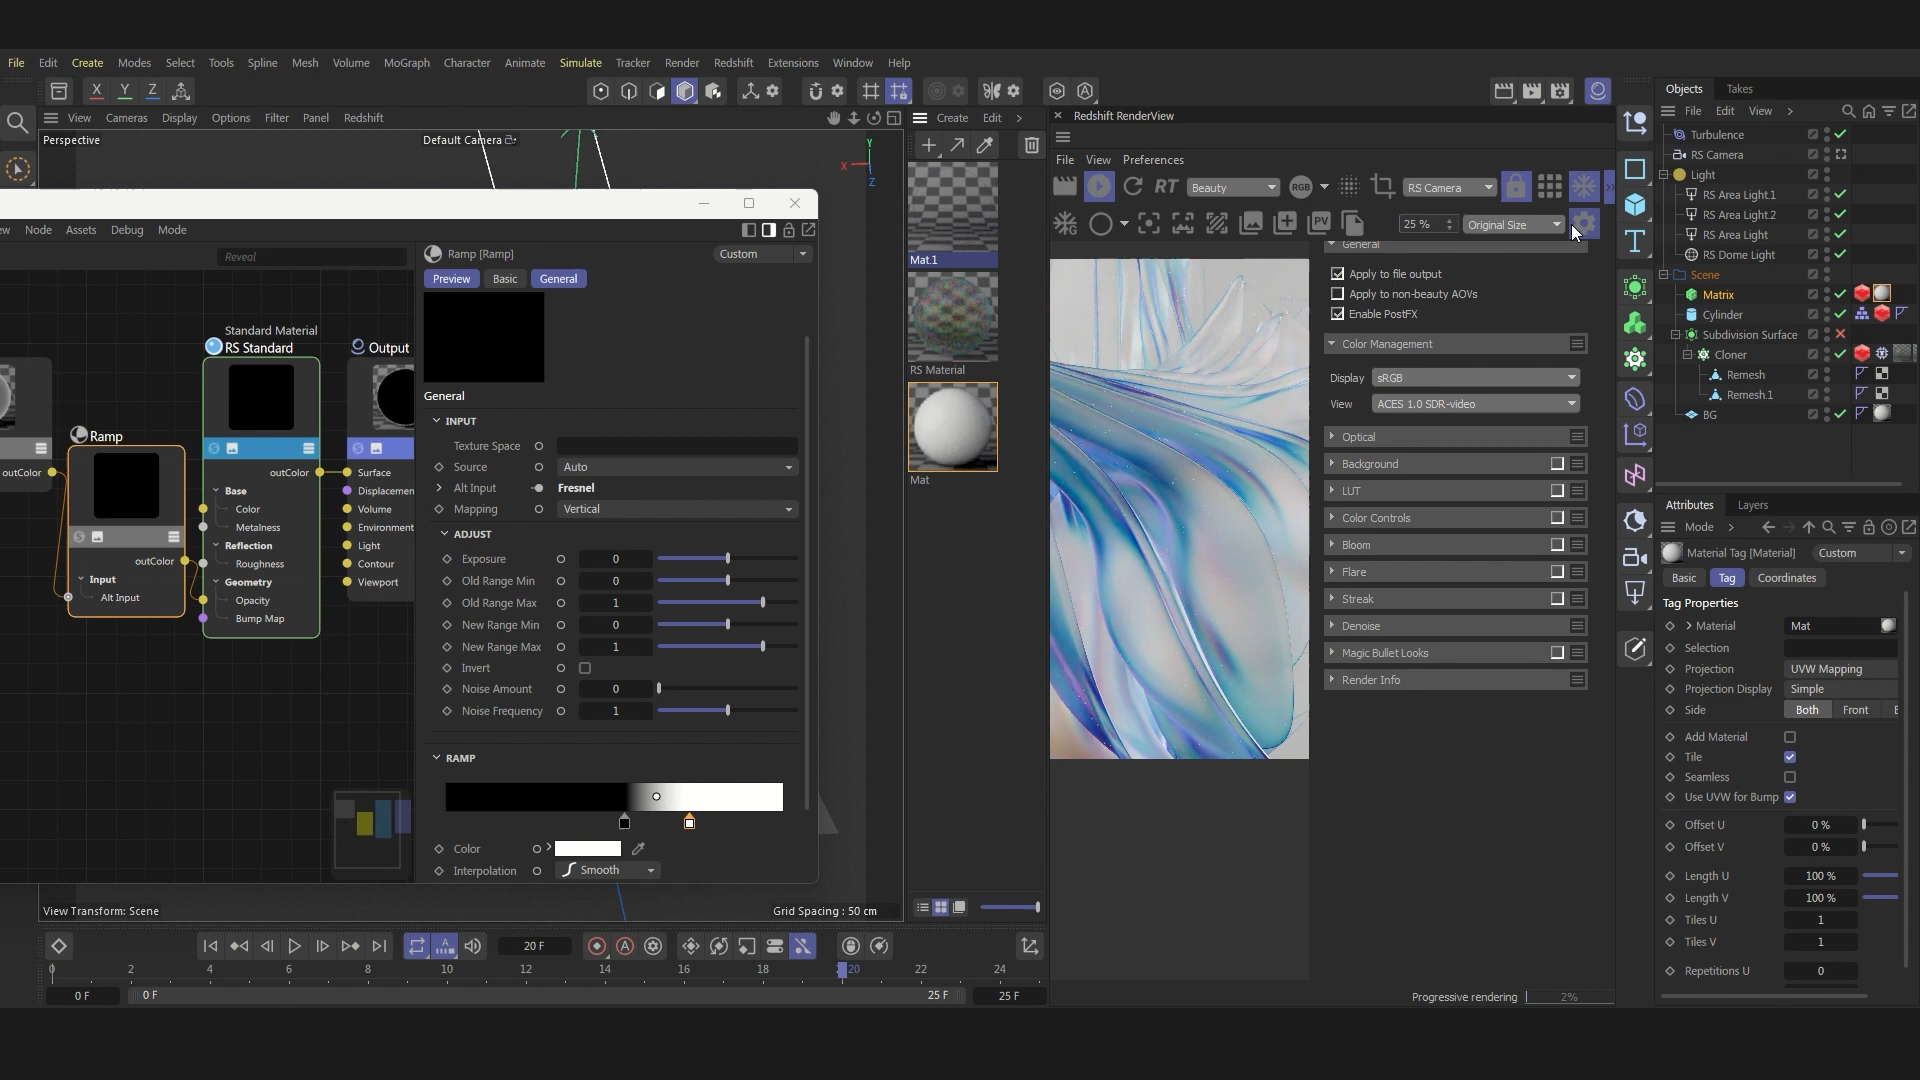 File Edit Create Modes Select Tools Spline Mesh Volume MoGraph Character Animate Simulate Tracker Render Redshift Extensions Window Help
X Y Z
View Cameras Display Options Filter Panel Redshift
Perspective
Default Camera
Y
X
Z
Node Assets Debug Mode
Reveal
Standard Material
RS Standard
Output
outColor
Ramp
outColor
Input
Alt Input
outColor
Base
Color
Metalness
Reflection
Roughness
Geometry
Opacity
Bump Map
Surface
Displacemen
Volume
Environment
Light
Contour
Viewport
Ramp [Ramp]
Custom
Preview Basic General
General
INPUT
Texture Space
Source Auto
Alt Input Fresnel
Mapping Vertical
ADJUST
Exposure 0
Old Range Min 0
Old Range Max 1
New Range Min 0
New Range Max 1
Invert
Noise Amount 0
Noise Frequency 1
RAMP
Color
Interpolation Smooth
View Transform: Scene
Grid Spacing : 50 cm
20 F
0 2 4 6 8 10 12 14 16 18 20 22 24
0 F 0 F 25 F 25 F
Create Edit
Mat.1
RS Material
Mat
Redshift RenderView
File View Preferences
RT Beauty RGB RS Camera
PV 25 % Original Size
General
Apply to file output
Apply to non-beauty AOVs
Enable PostFX
Color Management
Display sRGB
View ACES 1.0 SDR-video
Optical
Background
LUT
Color Controls
Bloom
Flare
Streak
Denoise
Magic Bullet Looks
Render Info
Progressive rendering 2%
Objects Takes
File Edit View
Turbulence
RS Camera
Light
RS Area Light.1
RS Area Light.2
RS Area Light
RS Dome Light
Scene
Matrix
Cylinder
Subdivision Surface
Cloner
Remesh
Remesh.1
BG
Attributes Layers
Mode
Material Tag [Material] Custom
Basic Tag Coordinates
Tag Properties
Material Mat
Selection
Projection UVW Mapping
Projection Display Simple
Side Both Front
Add Material
Tile
Seamless
Use UVW for Bump
Offset U 0 %
Offset V 0 %
Length U 100 %
Length V 100 %
Tiles U 1
Tiles V 1
Repetitions U 0